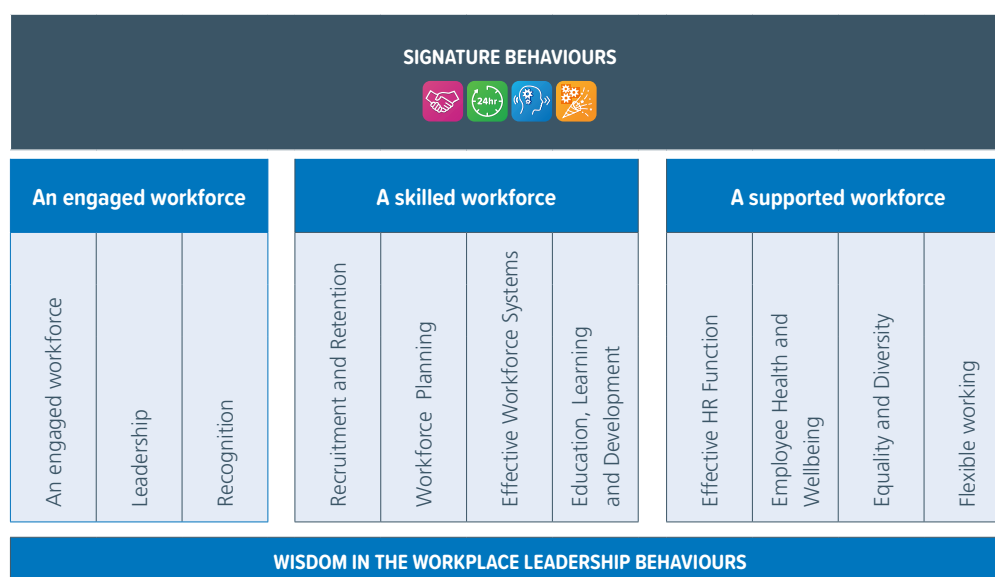 SIGNATURE BEHAVIOURS
24hr
An engaged workforce
An engaged workforce
Leadership
Recognition
A skilled workforce
Recruitment and Retention
Workforce Planning
Effective Workforce Systems
Education, Learning
and Development
A supported workforce
Effective HR Function
Employee Health and
Wellbeing
Equality and Diversity
Flexible working
WISDOM IN THE WORKPLACE LEADERSHIP BEHAVIOURS